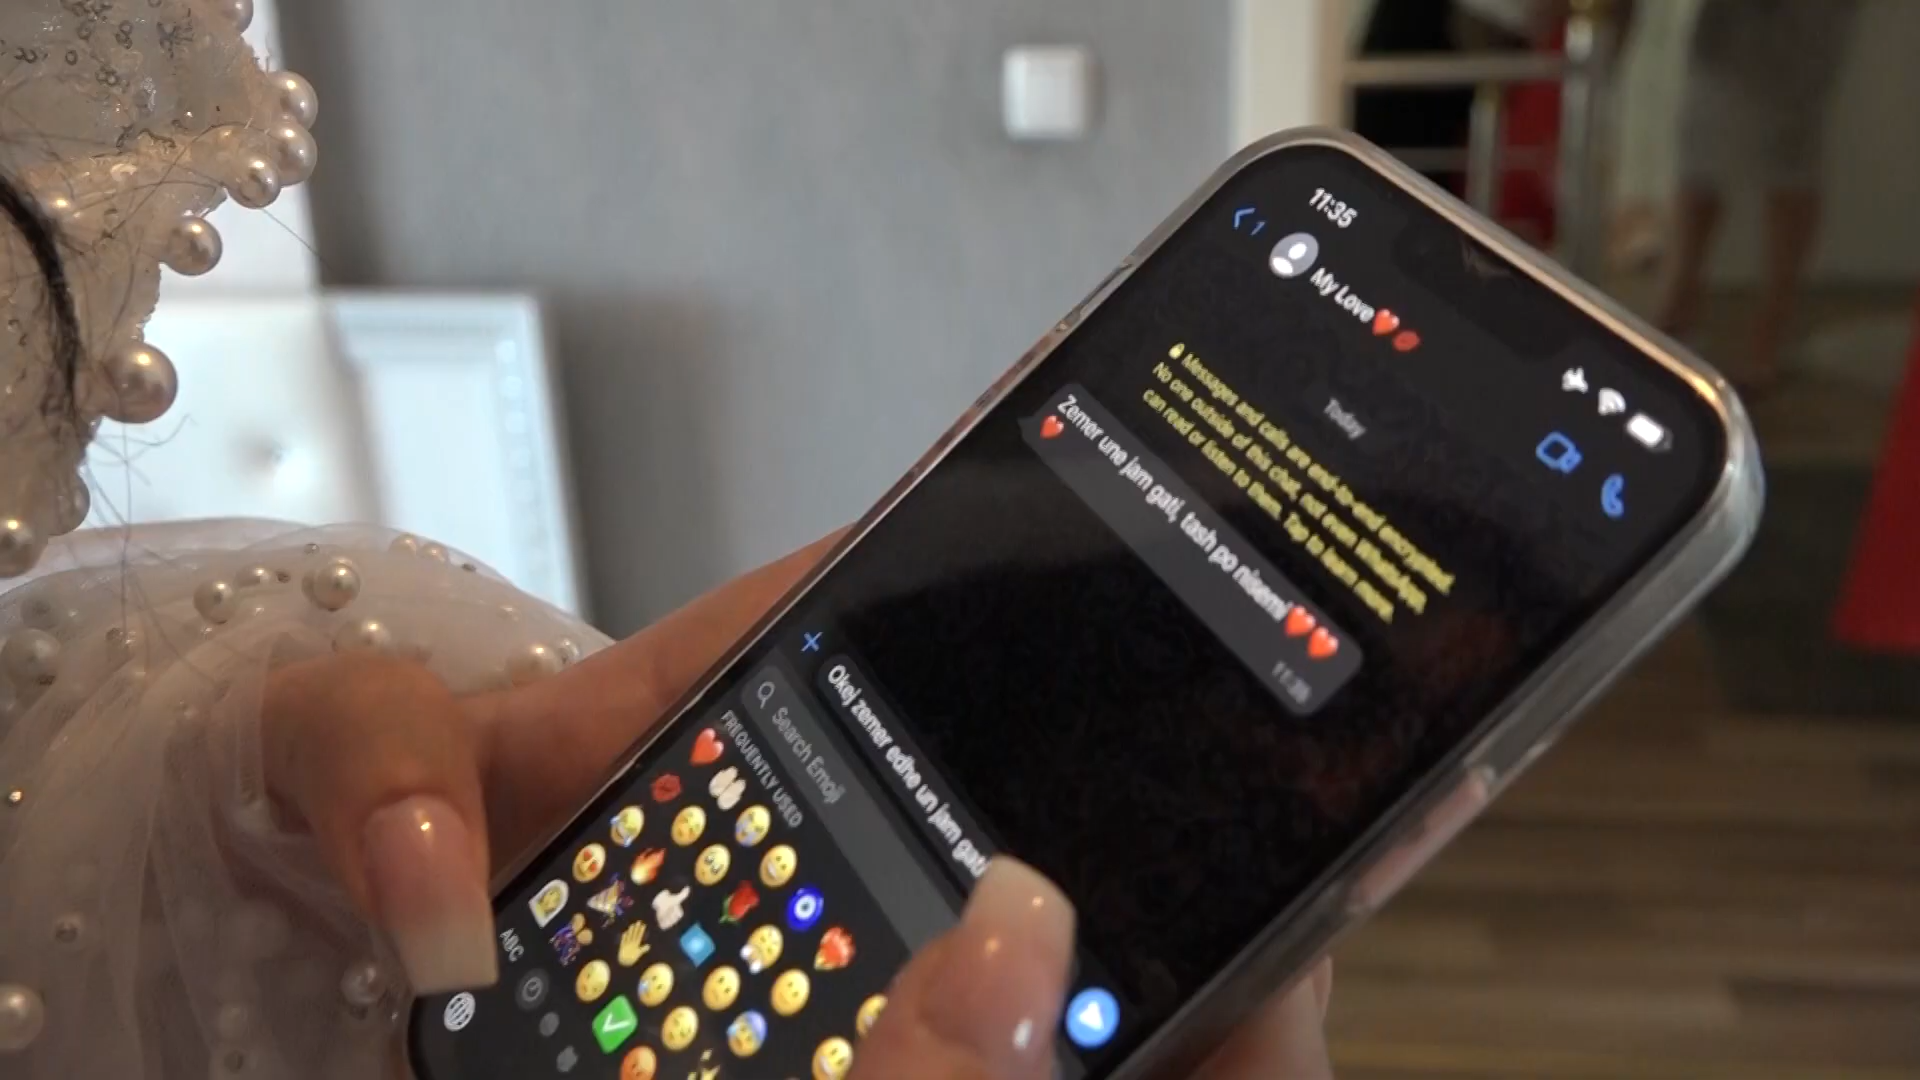 11:35
1
My Love❤️💋
Today
🔒 Messages and calls are end-to-end encrypted.
No one outside of this chat, not even WhatsApp,
can read or listen to them. Tap to learn more.
Zemer une jam gati, tash po nisemi❤️❤️
❤️
11:35
Okej zemer edhe un jam gati
Search Emoji
FREQUENTLY USED
ABC